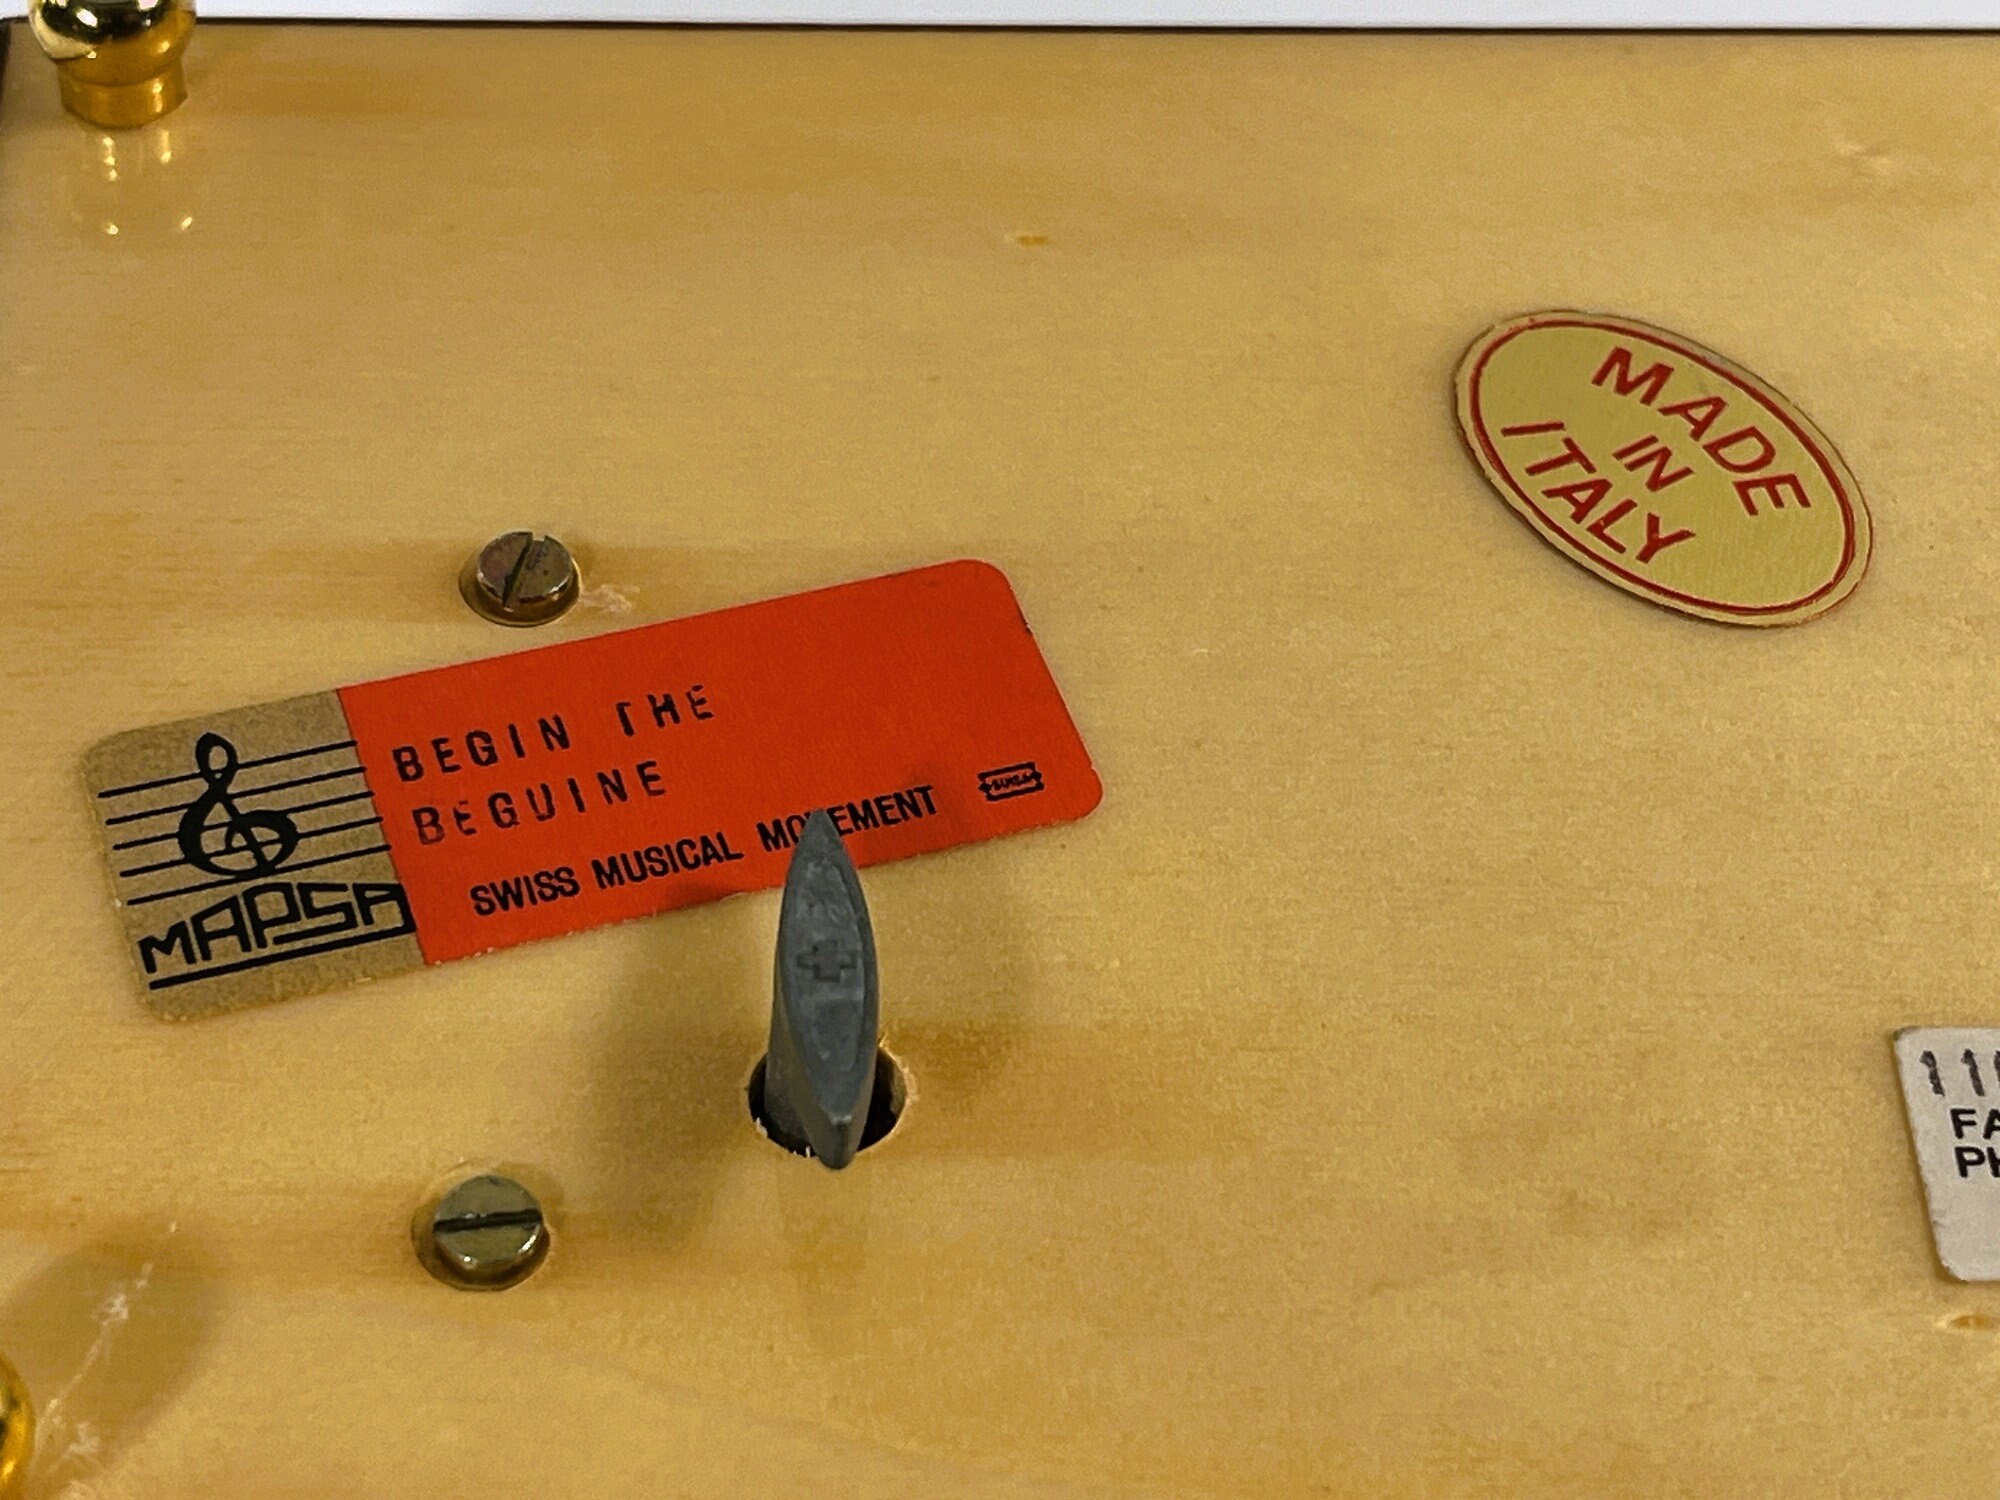 MADE
IN
ITALY
BEGIN THE
BEGUINE
SWISS MUSICAL MOVEMENT
MAPSA